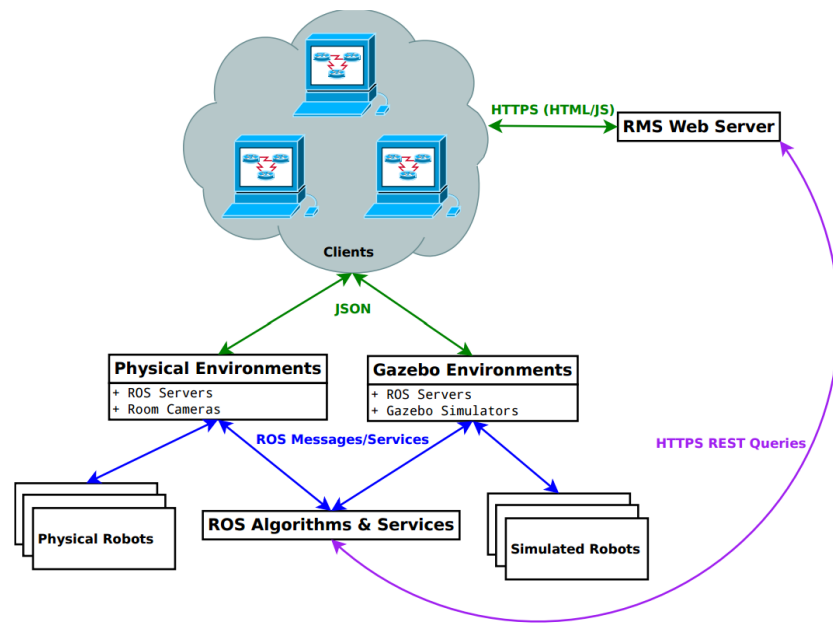 HTTPS (HTML/JS)
RMS Web Server
Clients
JSON
Physical Environments
+ ROS Servers
+ Room Cameras
Gazebo Environments
+ ROS Servers
+ Gazebo Simulators
ROS Messages/Services
HTTPS REST Queries
Physical Robots
ROS Algorithms & Services
Simulated Robots